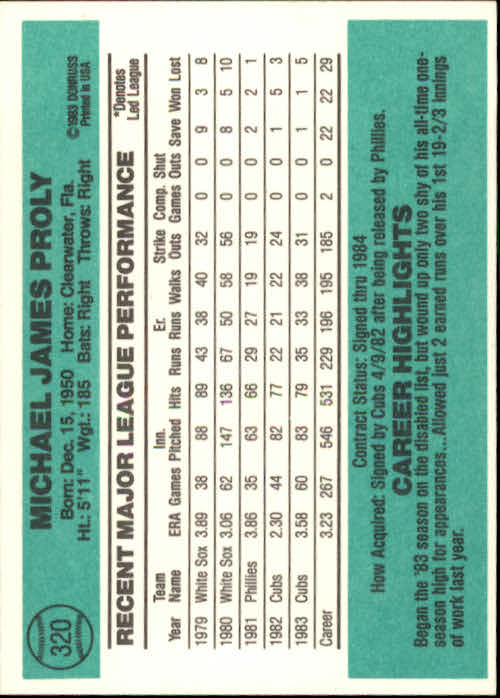 320
MICHAEL JAMES PROLY
Born: Dec. 15, 1950 Home: Clearwater, Fla.
Ht.: 5'11" Wgt.: 185 Bats: Right Throws: Right
©1983 DONRUSS
Printed in USA
RECENT MAJOR LEAGUE PERFORMANCE
*Denotes
Led League
Team Inn. Er. Strike Comp. Shut
Year Name ERA Games Pitched Hits Runs Runs Walks Outs Games Outs Save Won Lost
1979 White Sox 3.89 38 88 89 43 38 40 32 0 0 9 3 8
1980 White Sox 3.06 62 147 136 67 50 58 56 0 0 8 5 10
1981 Phillies 3.86 35 63 66 29 27 19 19 0 0 2 2 1
1982 Cubs 2.30 44 82 77 22 21 22 24 0 0 1 5 3
1983 Cubs 3.58 60 83 79 35 33 38 31 0 0 1 1 5
Career 3.23 267 546 531 229 196 195 185 2 0 22 22 29
Contract Status: Signed thru 1984
How Acquired: Signed by Cubs 4/9/82 after being released by Phillies.
CAREER HIGHLIGHTS
Began the '83 season on the disabled list, but wound up only two shy of his all-time one-
season high for appearances...Allowed just 2 earned runs over his 1st 19-2/3 innings
of work last year.